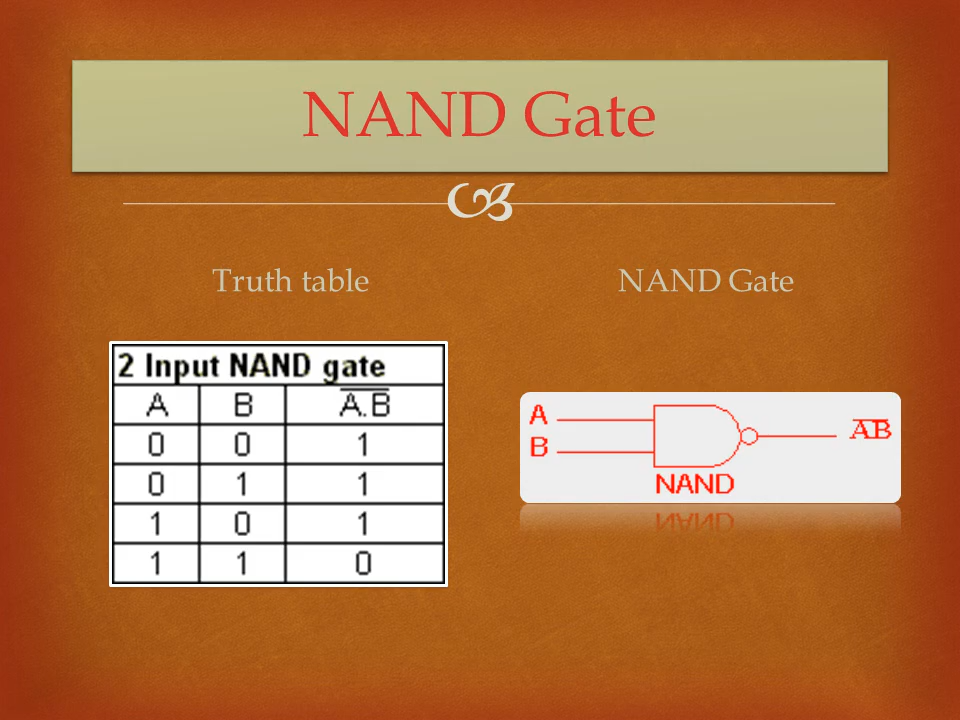 NAND Gate
Truth table
NAND Gate
2 Input NAND gate
A B A̅.̅B̅
0 0 1
0 1 1
1 0 1
1 1 0
A
B
A̅B̅
NAND